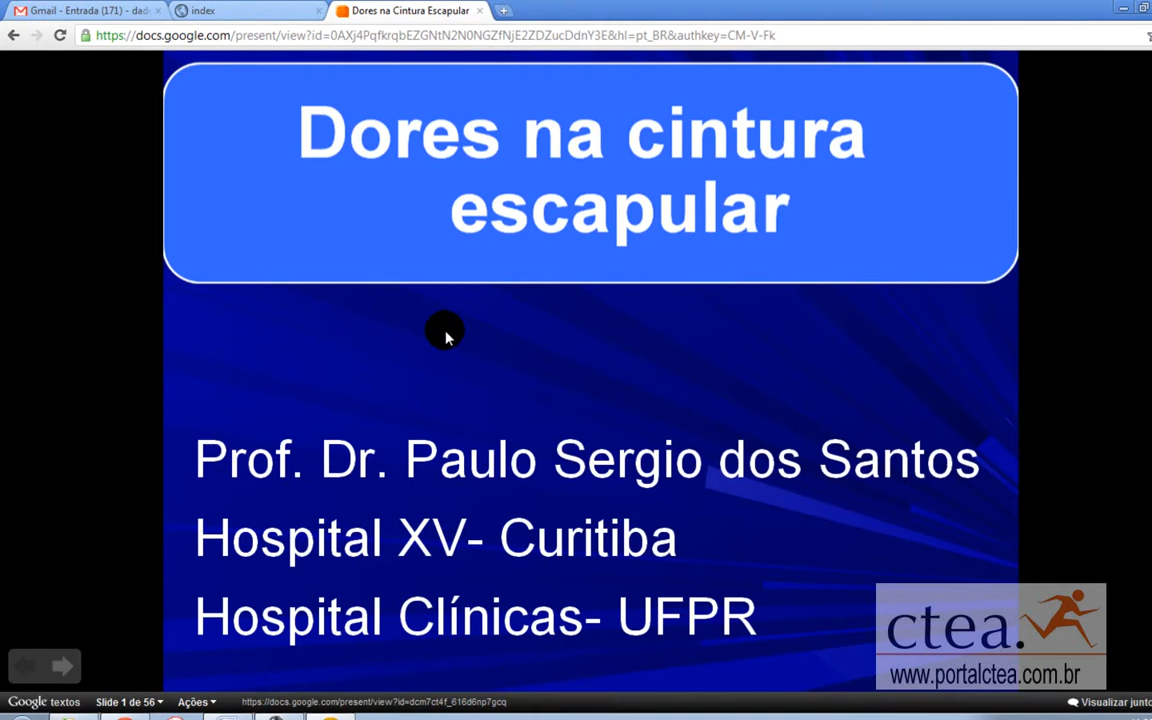 Gmail - Entrada (171) - dad
index
Dores na Cintura Escapular
https://docs.google.com/present/view?id=0AXj4PqfkrqbEZGNtN2N0NGZfNjE2ZDZucDdnY3E&hl=pt_BR&authkey=CM-V-Fk
Dores na cintura
escapular
Prof. Dr. Paulo Sergio dos Santos
Hospital XV- Curitiba
Hospital Clínicas- UFPR
ctea.
www.portalctea.com.br
Google textos
Slide 1 de 56
Ações
https://docs.google.com/present/view?id=dcm7ct4f_616d6np7gcq
Visualizar junto